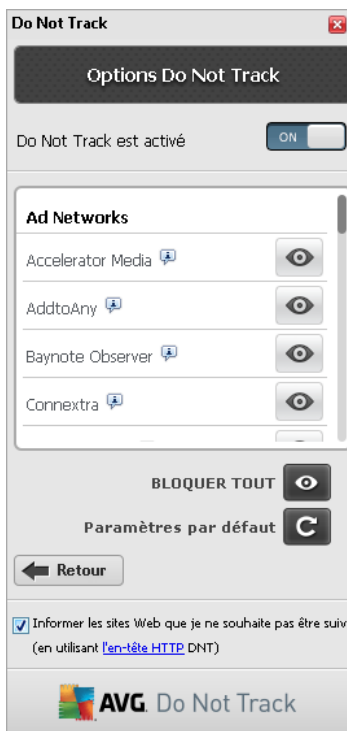 Do Not Track
Options Do Not Track
Do Not Track est activé
ON
Ad Networks
Accelerator Media
AddtoAny
Baynote Observer
Connextra
BLOQUER TOUT
Paramètres par défaut
Retour
Informer les sites Web que je ne souhaite pas être suiv
(en utilisant l'en-tête HTTP DNT)
AVG. Do Not Track